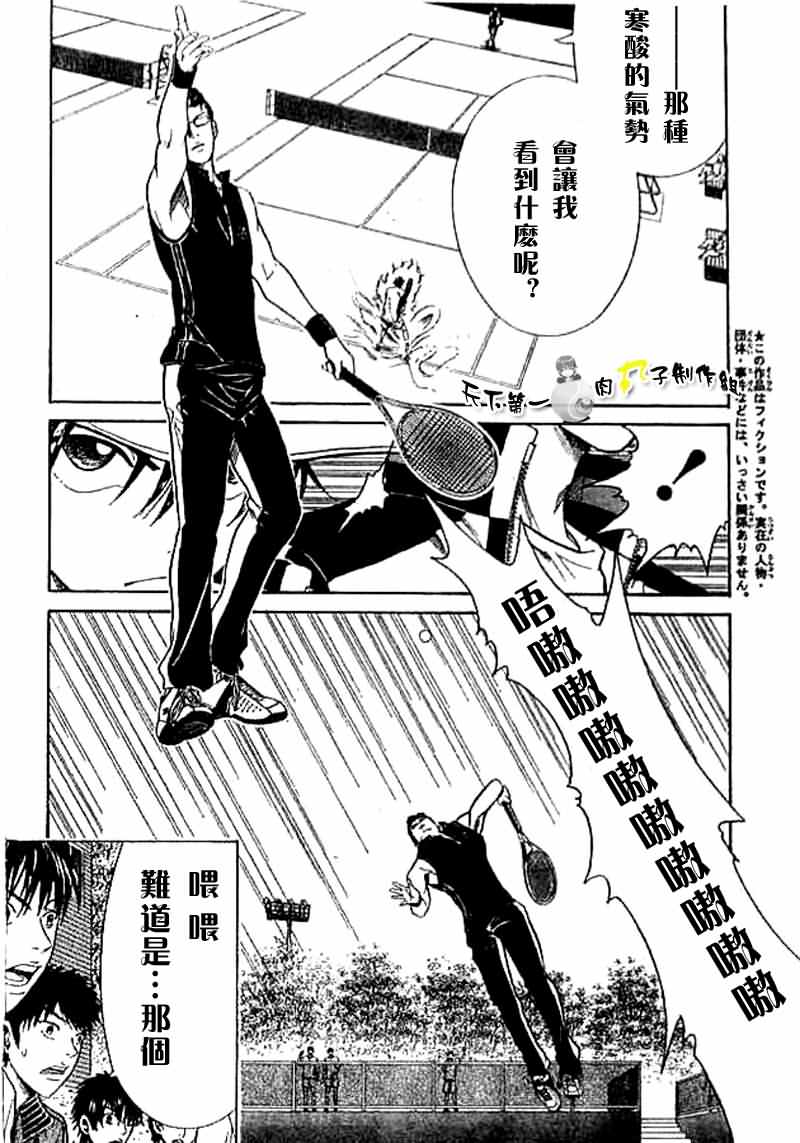 ——那種
寒酸的氣勢
會讓我
看到什麼呢?
★この作品はフィクションです。実在の人物・
団体・事件などには、いっさい関係ありません。
天下第一
肉丸子制作組
!
唔嗷嗷嗷嗷嗷嗷嗷嗷嗷
喂喂
難道是…那個